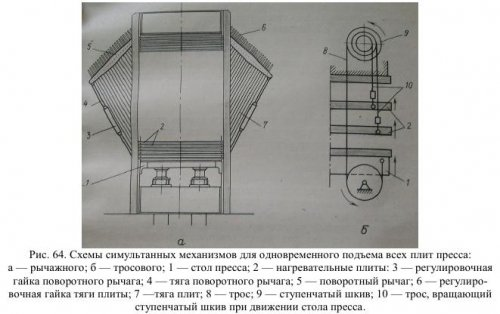 6
5
4
3
2
7
1
а
8
9
10
2
1
б
Рис. 64. Схемы симультанных механизмов для одновременного подъема всех плит пресса:
а — рычажного; б — тросового; 1 — стол пресса; 2 — нагревательные плиты: 3 — регулировочная
гайка поворотного рычага; 4 — тяга поворотного рычага; 5 — поворотный рычаг; 6 — регулиро-
вочная гайка тяги плиты; 7 —тяга плит; 8 — трос; 9 — ступенчатый шкив; 10 — трос, вращающий
ступенчатый шкив при движении стола пресса.